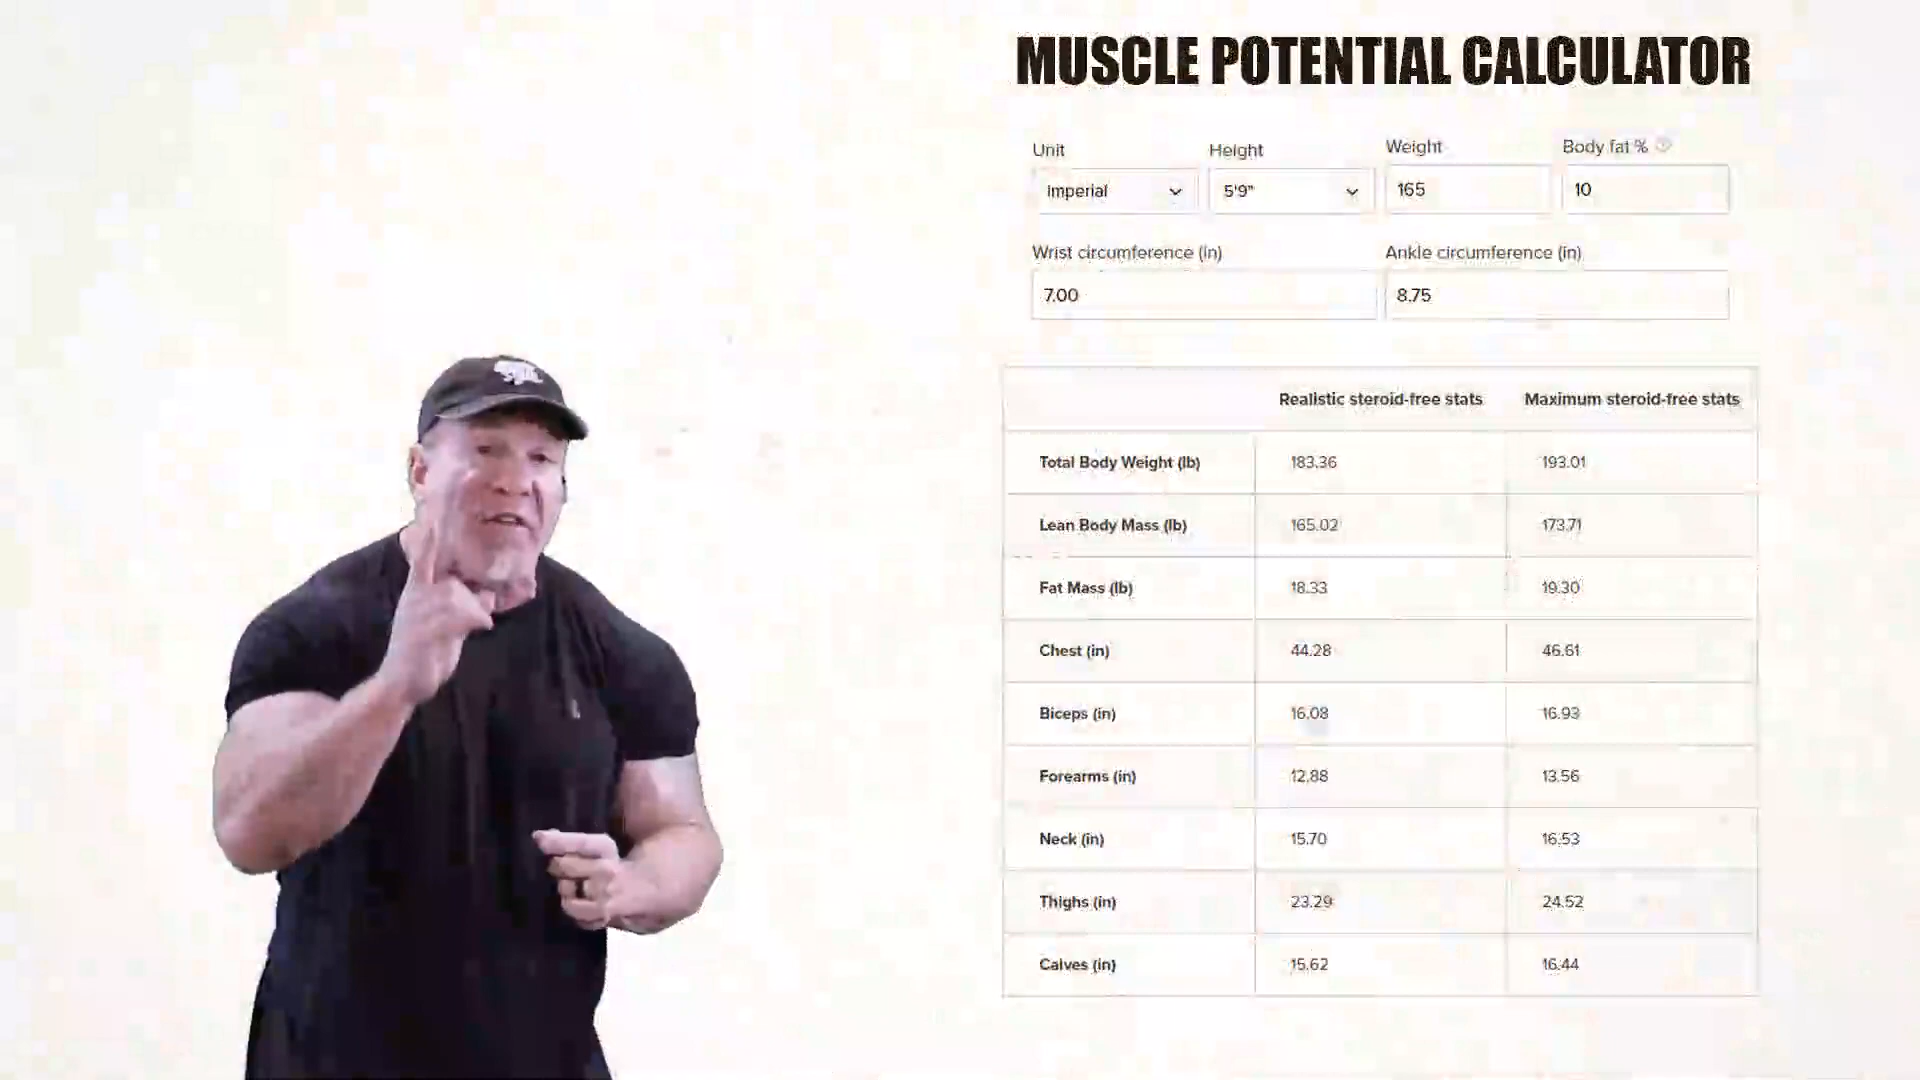 MUSCLE POTENTIAL CALCULATOR
Unit Height Weight Body fat %
Imperial 5'9" 165 10
Wrist circumference (in) Ankle circumference (in)
7.00 8.75
Realistic steroid-free stats Maximum steroid-free stats
Total Body Weight (lb) 183.36 193.01
Lean Body Mass (lb) 165.02 173.71
Fat Mass (lb) 18.33 19.30
Chest (in) 44.28 46.61
Biceps (in) 16.08 16.93
Forearms (in) 12.88 13.56
Neck (in) 15.70 16.53
Thighs (in) 23.29 24.52
Calves (in) 15.62 16.44